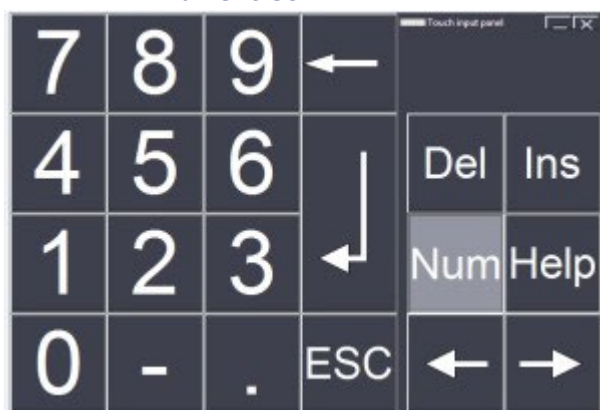 Touch input panel
7 8 9 ←
4 5 6 Del Ins
1 2 3 Num Help
0 - . ESC ← →